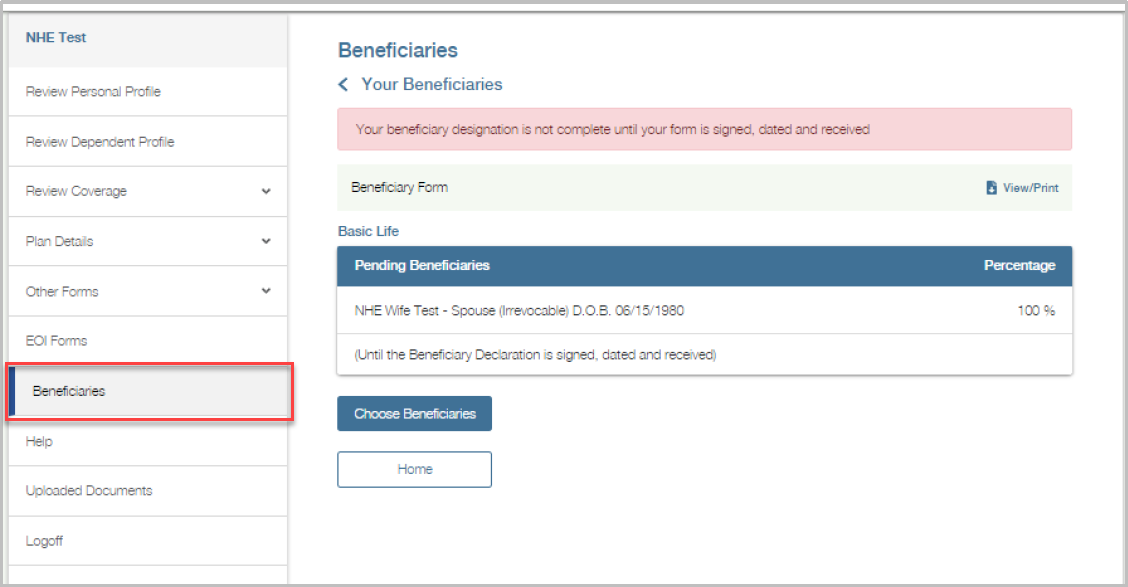 NHE Test
Review Personal Profile
Review Dependent Profile
Review Coverage
Plan Details
Other Forms
EOI Forms
Beneficiaries
Help
Uploaded Documents
Logoff
Beneficiaries
Your Beneficiaries
Your beneficiary designation is not complete until your form is signed, dated and received
Beneficiary Form View/Print
Basic Life
Pending Beneficiaries Percentage
NHE Wife Test - Spouse (Irrevocable) D.O.B. 06/15/1980 100 %
(Until the Beneficiary Declaration is signed, dated and received)
Choose Beneficiaries
Home